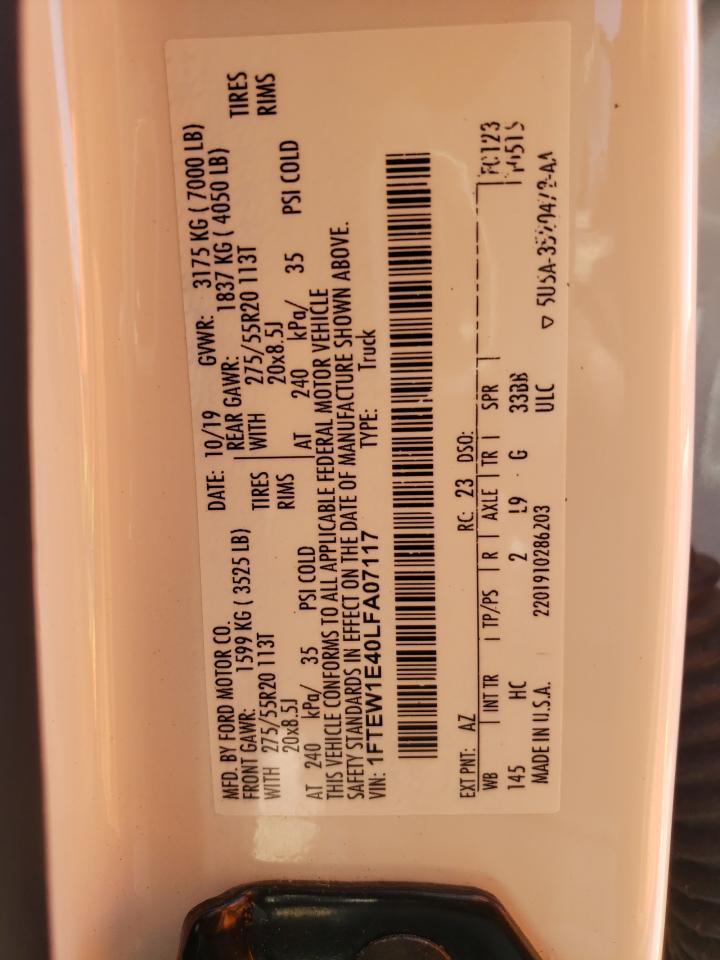 MFD. BY FORD MOTOR CO.
DATE: 10/19 GVWR: 3175 KG ( 7000 LB)
FRONT GAWR: REAR GAWR:
1599 KG ( 3525 LB) 1837 KG ( 4050 LB)
WITH 275/55R20 113T TIRES WITH 275/55R20 113T TIRES
20x8.5J RIMS 20x8.5J RIMS
AT 240 kPa/ 35 PSI COLD AT 240 kPa/ 35 PSI COLD
THIS VEHICLE CONFORMS TO ALL APPLICABLE FEDERAL MOTOR VEHICLE
SAFETY STANDARDS IN EFFECT ON THE DATE OF MANUFACTURE SHOWN ABOVE.
VIN: 1FTEW1E40LFA07117 TYPE: Truck
EXT PNT: AZ RC: 23 DSO: FC123
WB INT TR TP/PS R AXLE TR SPR
145 HC 2 L9 G 33BB
MADE IN U.S.A. 2201910286203 ULC